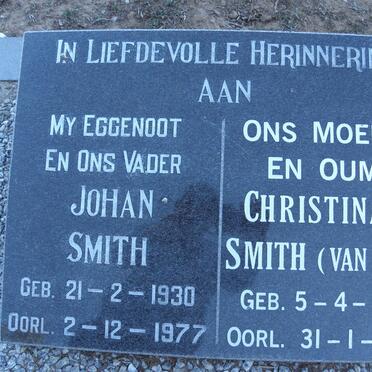 IN LIEFDEVOLLE HERINNERIN
AAN
MY EGGENOOT
EN ONS VADER
JOHAN
SMITH
GEB. 21-2-1930
OORL. 2-12-1977
ONS MOE
EN OUM
CHRISTINA
SMITH (VAN
GEB. 5-4-
OORL. 31-1-